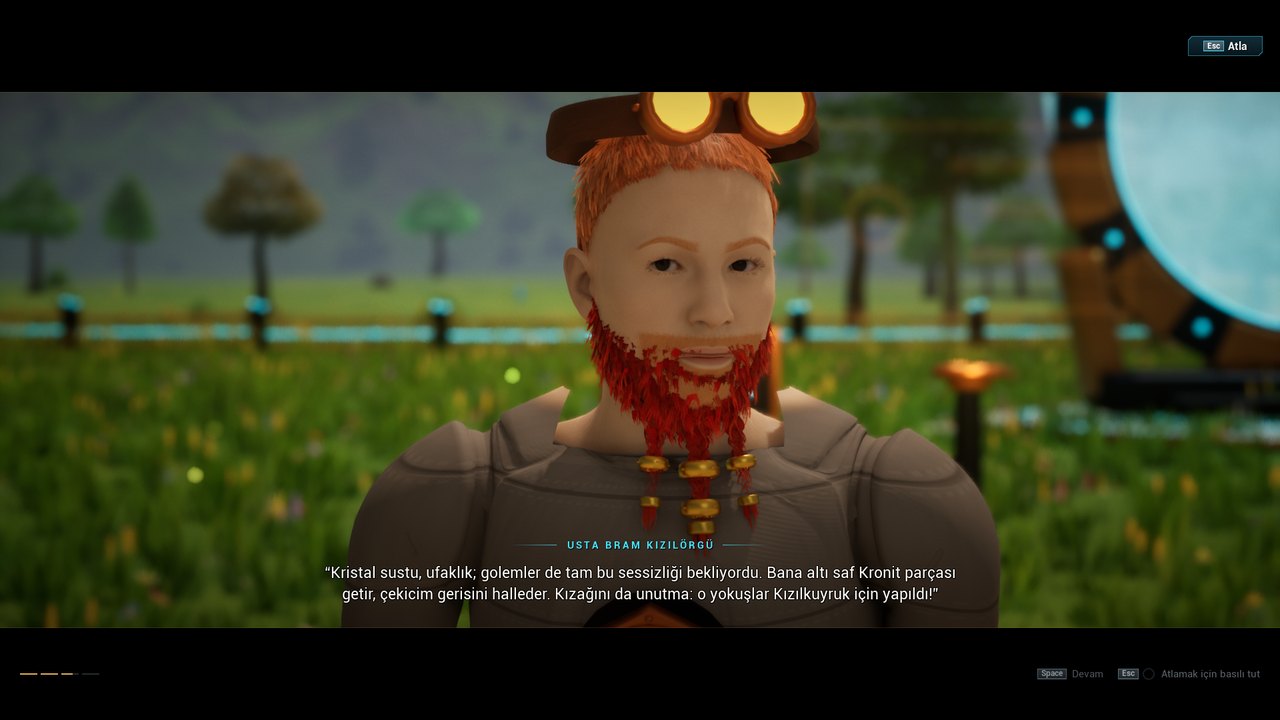 Esc Atla
USTA BRAM KIZILÖRGÜ
“Kristal sustu, ufaklık; golemler de tam bu sessizliği bekliyordu. Bana altı saf Kronit parçası
getir, çekicim gerisini halleder. Kızağını da unutma: o yokuşlar Kızılkuyruk için yapıldı!”
Space Devam Esc Atlamak için basılı tut